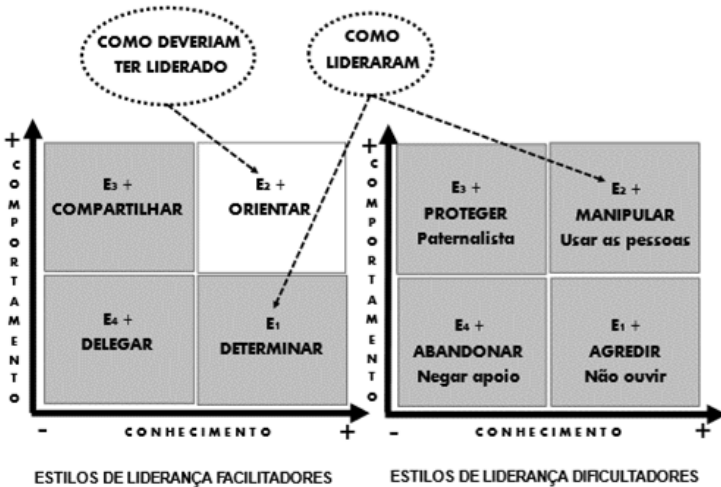 COMO DEVERIAM
TER LIDERADO
COMO
LIDERARAM
+
COMPORTAMENTO
E3 +
COMPARTILHAR
E2 +
ORIENTAR
E4 +
DELEGAR
E1
DETERMINAR
-
CONHECIMENTO
+
ESTILOS DE LIDERANÇA FACILITADORES
+
COMPORTAMENTO
E3 +
PROTEGER
Paternalista
E2 +
MANIPULAR
Usar as pessoas
E4 +
ABANDONAR
Negar apoio
E1 +
AGREDIR
Não ouvir
-
CONHECIMENTO
+
ESTILOS DE LIDERANÇA DIFICULTADORES